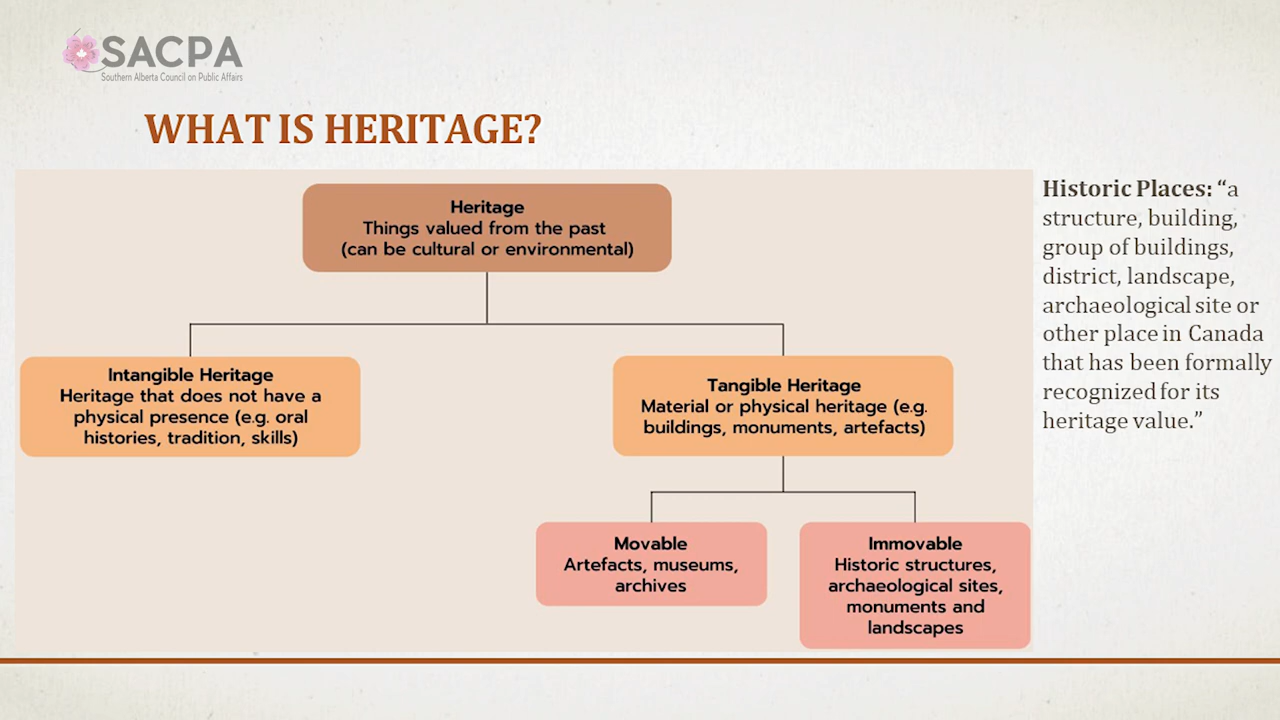 SACPA
Southern Alberta Council on Public Affairs
WHAT IS HERITAGE?
Heritage
Things valued from the past
(can be cultural or environmental)
Intangible Heritage
Heritage that does not have a
physical presence (e.g. oral
histories, tradition, skills)
Tangible Heritage
Material or physical heritage (e.g.
buildings, monuments, artefacts)
Movable
Artefacts, museums,
archives
Immovable
Historic structures,
archaeological sites,
monuments and
landscapes
Historic Places: “a
structure, building,
group of buildings,
district, landscape,
archaeological site or
other place in Canada
that has been formally
recognized for its
heritage value.”